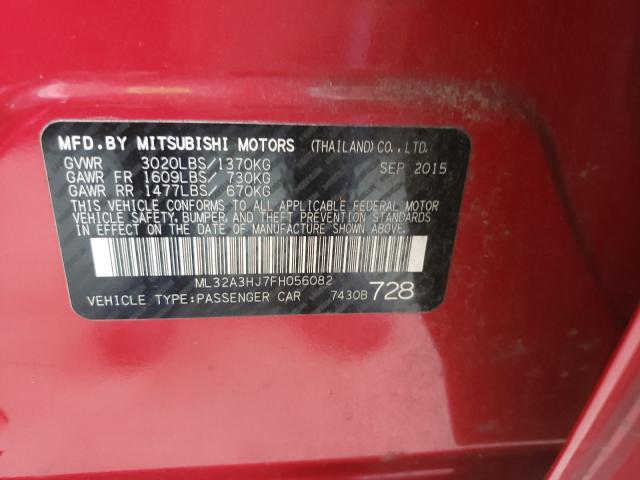 MFD.BY MITSUBISHI MOTORS (THAILAND) CO., LTD.
GVWR 3020LBS/1370KG SEP 2015
GAWR FR 1609LBS/ 730KG
GAWR RR 1477LBS/ 670KG
THIS VEHICLE CONFORMS TO ALL APPLICABLE FEDERAL MOTOR
VEHICLE SAFETY, BUMPER, AND THEFT PREVENTION STANDARDS
IN EFFECT ON THE DATE OF MANUFACTURE SHOWN ABOVE.
ML32A3HJ7FH056082
VEHICLE TYPE:PASSENGER CAR 7430B 728